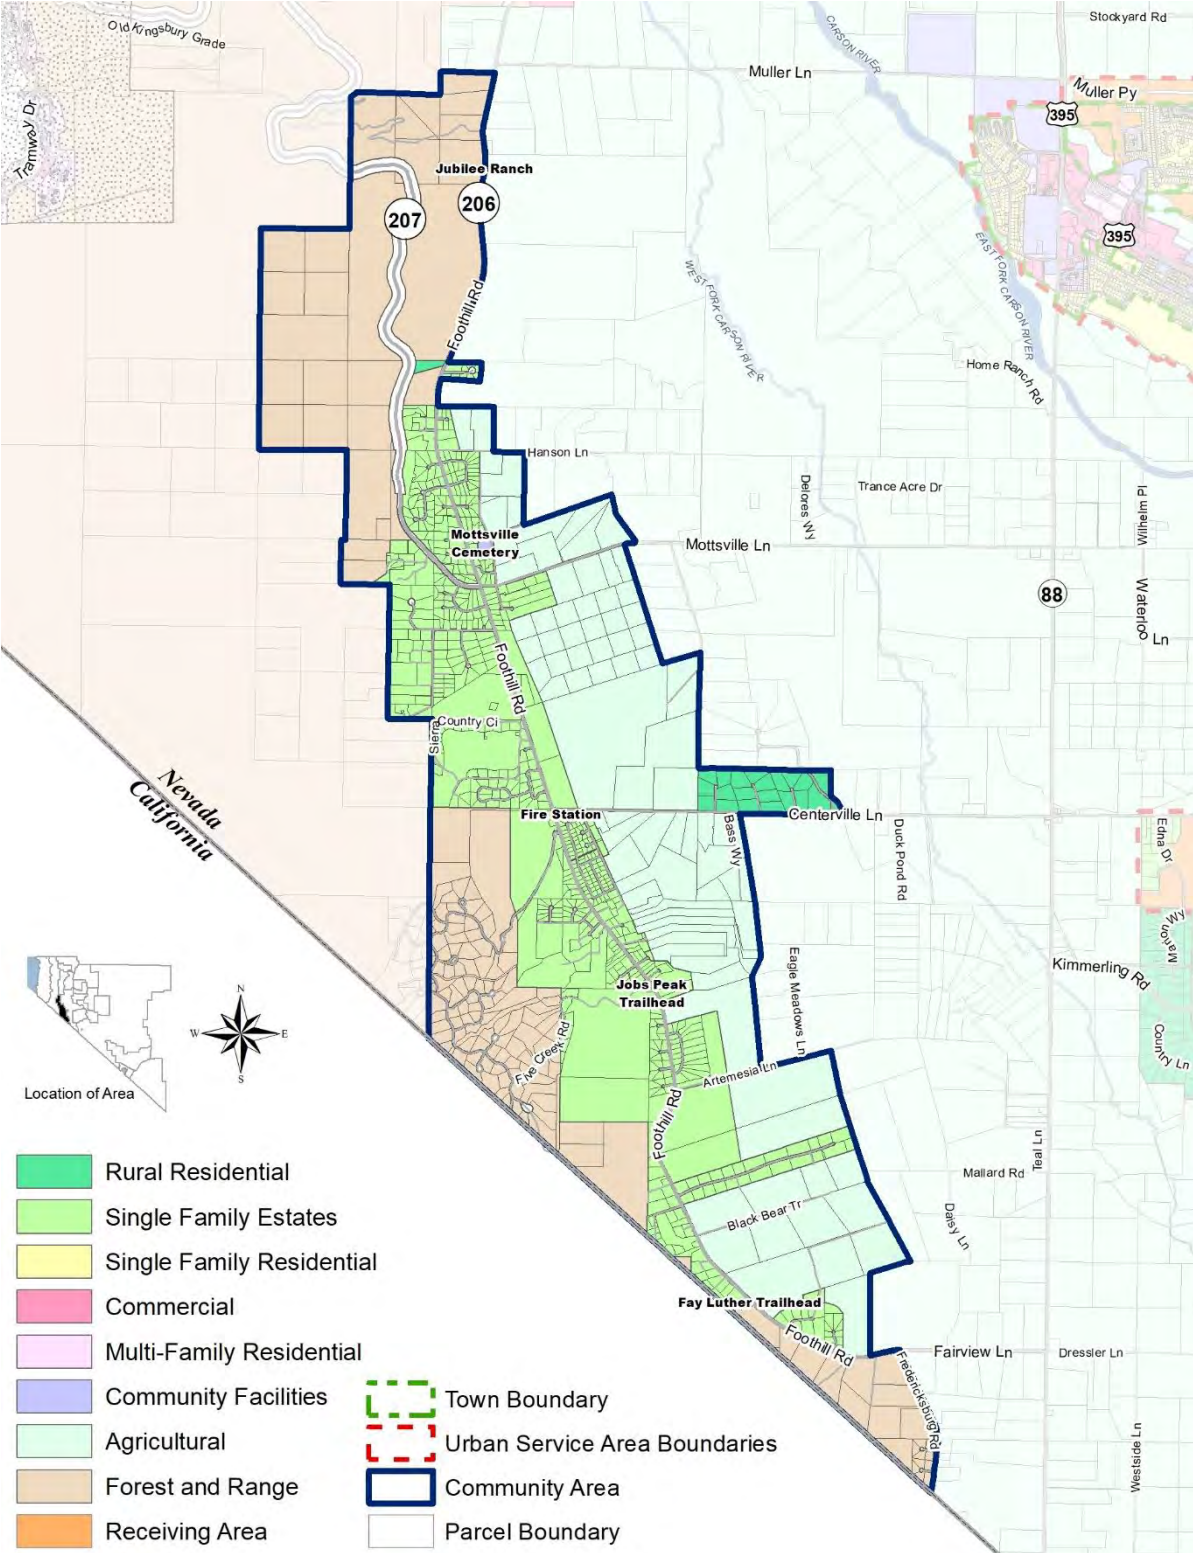 Old Kingsbury Grade
Stockyard Rd
CARSON RIVER
Muller Ln
Muller Py
395
Tramway Dr
Jubilee Ranch
206
207
395
EAST FORK CARSON RIVER
WEST FORK CARSON RIVER
Foothill Rd
Home Ranch Rd
Hanson Ln
Delores Wy
Trance Acre Dr
Wilhelm Pl
Mottsville
Cemetery
Mottsville Ln
88
Waterloo Ln
Foothill Rd
Country Ci
Sierra
Nevada
California
Fire Station
Centerville Ln
Bass Wy
Duck Pond Rd
Edna Dr
Marion Wy
Eagle Meadows Ln
Kimmerling Rd
Jobs Peak
Trailhead
Country Ln
Five Creek Rd
Artemesia Ln
N
W
E
S
Location of Area
Foothill Rd
Teal Ln
Mallard Rd
Daisy Ln
Black Bear Tr
Fay Luther Trailhead
Foothill Rd
Fairview Ln
Dressler Ln
Fredericksburg Rd
Westside Ln
Rural Residential
Single Family Estates
Single Family Residential
Commercial
Multi-Family Residential
Community Facilities
Agricultural
Forest and Range
Receiving Area
Town Boundary
Urban Service Area Boundaries
Community Area
Parcel Boundary